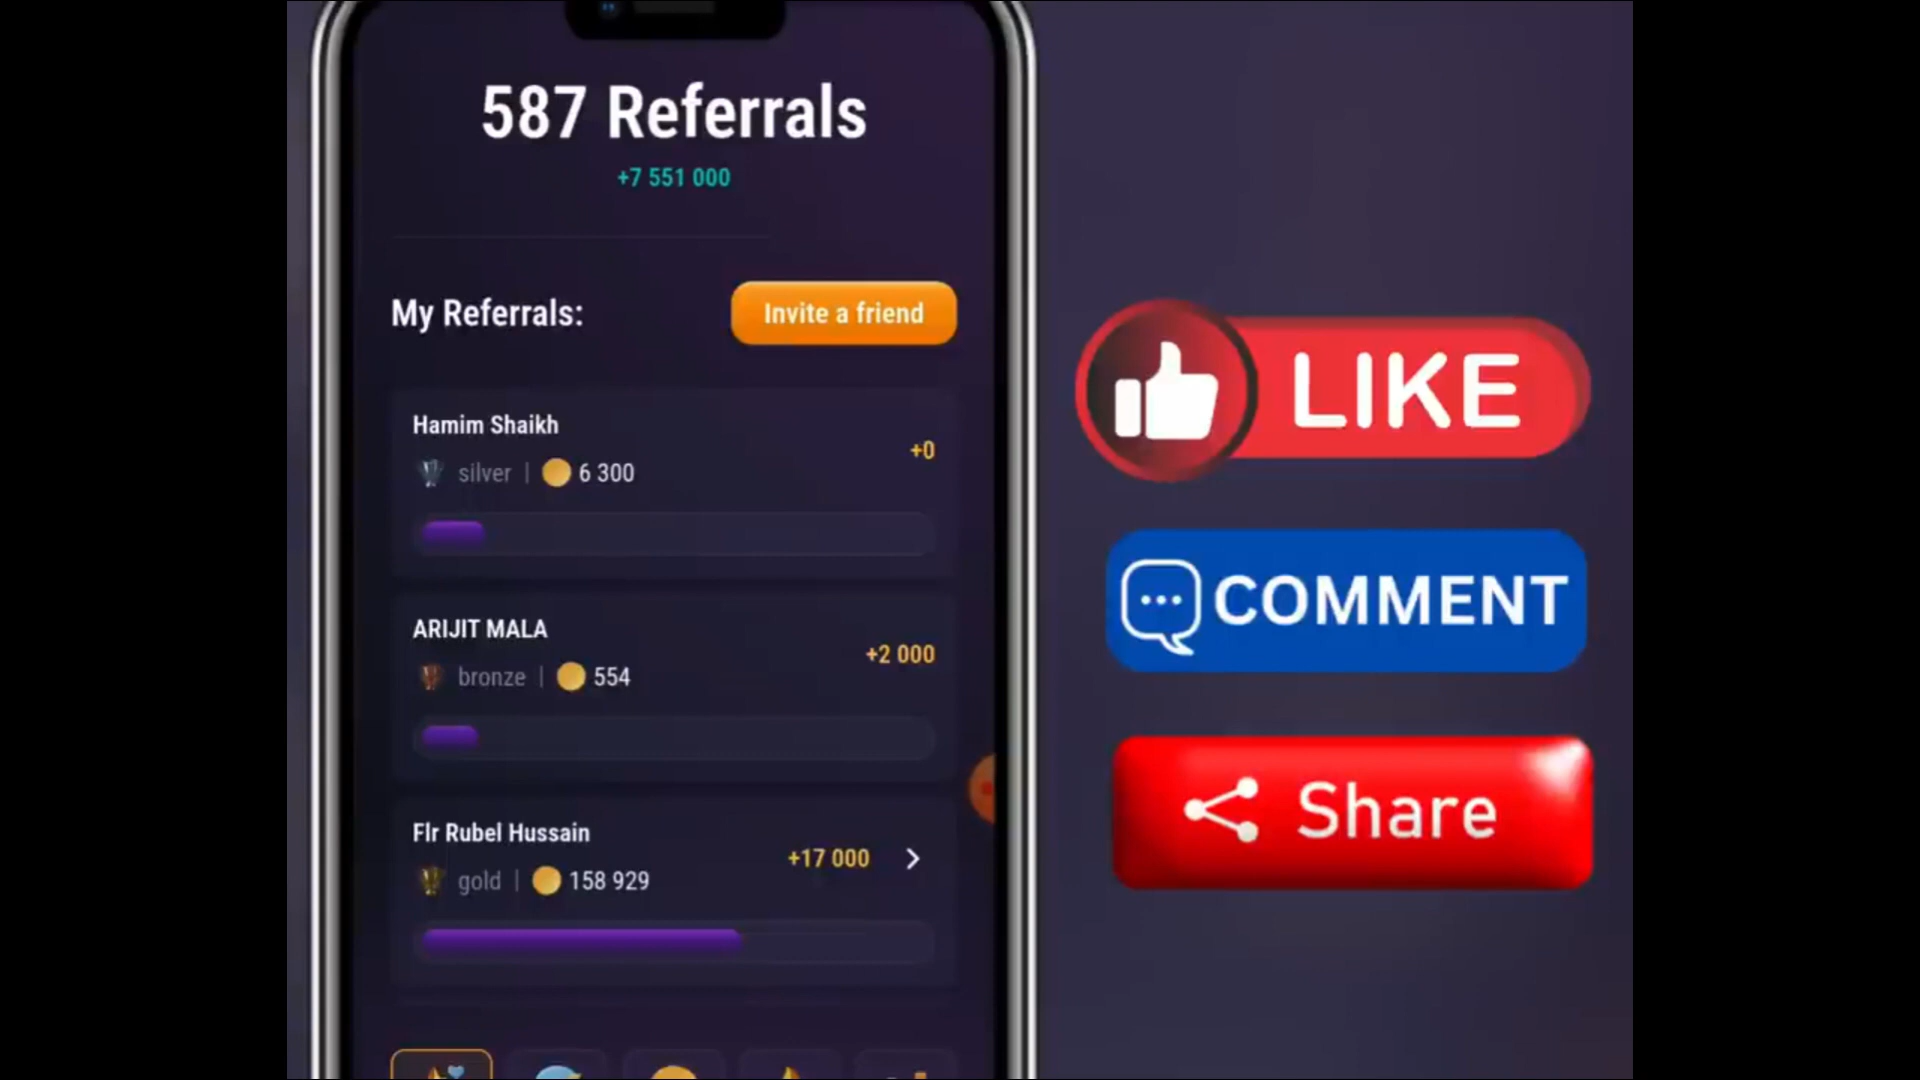 587 Referrals
+7 551 000
My Referrals:
Invite a friend
Hamim Shaikh
silver | 6 300
+0
ARIJIT MALA
bronze | 554
+2 000
Flr Rubel Hussain
gold | 158 929
+17 000
LIKE
COMMENT
Share